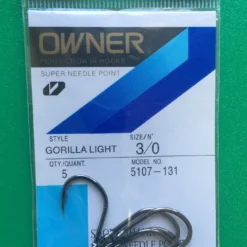 OWNER
SUPER NEEDLE POINT
STYLE SIZE/N°
GORILLA LIGHT 3/0
QTY/QUANT. MODEL NO.
5 5107-131